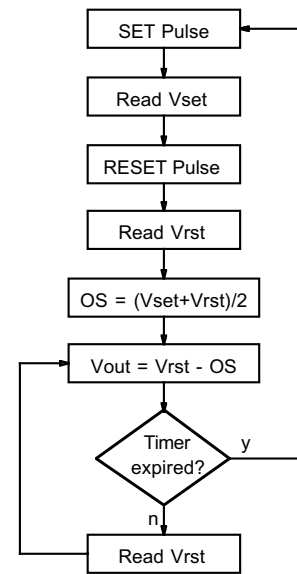 SET Pulse
Read Vset
RESET Pulse
Read Vrst
OS = (Vset+Vrst)/2
Vout = Vrst - OS
Timer
expired?
y
n
Read Vrst